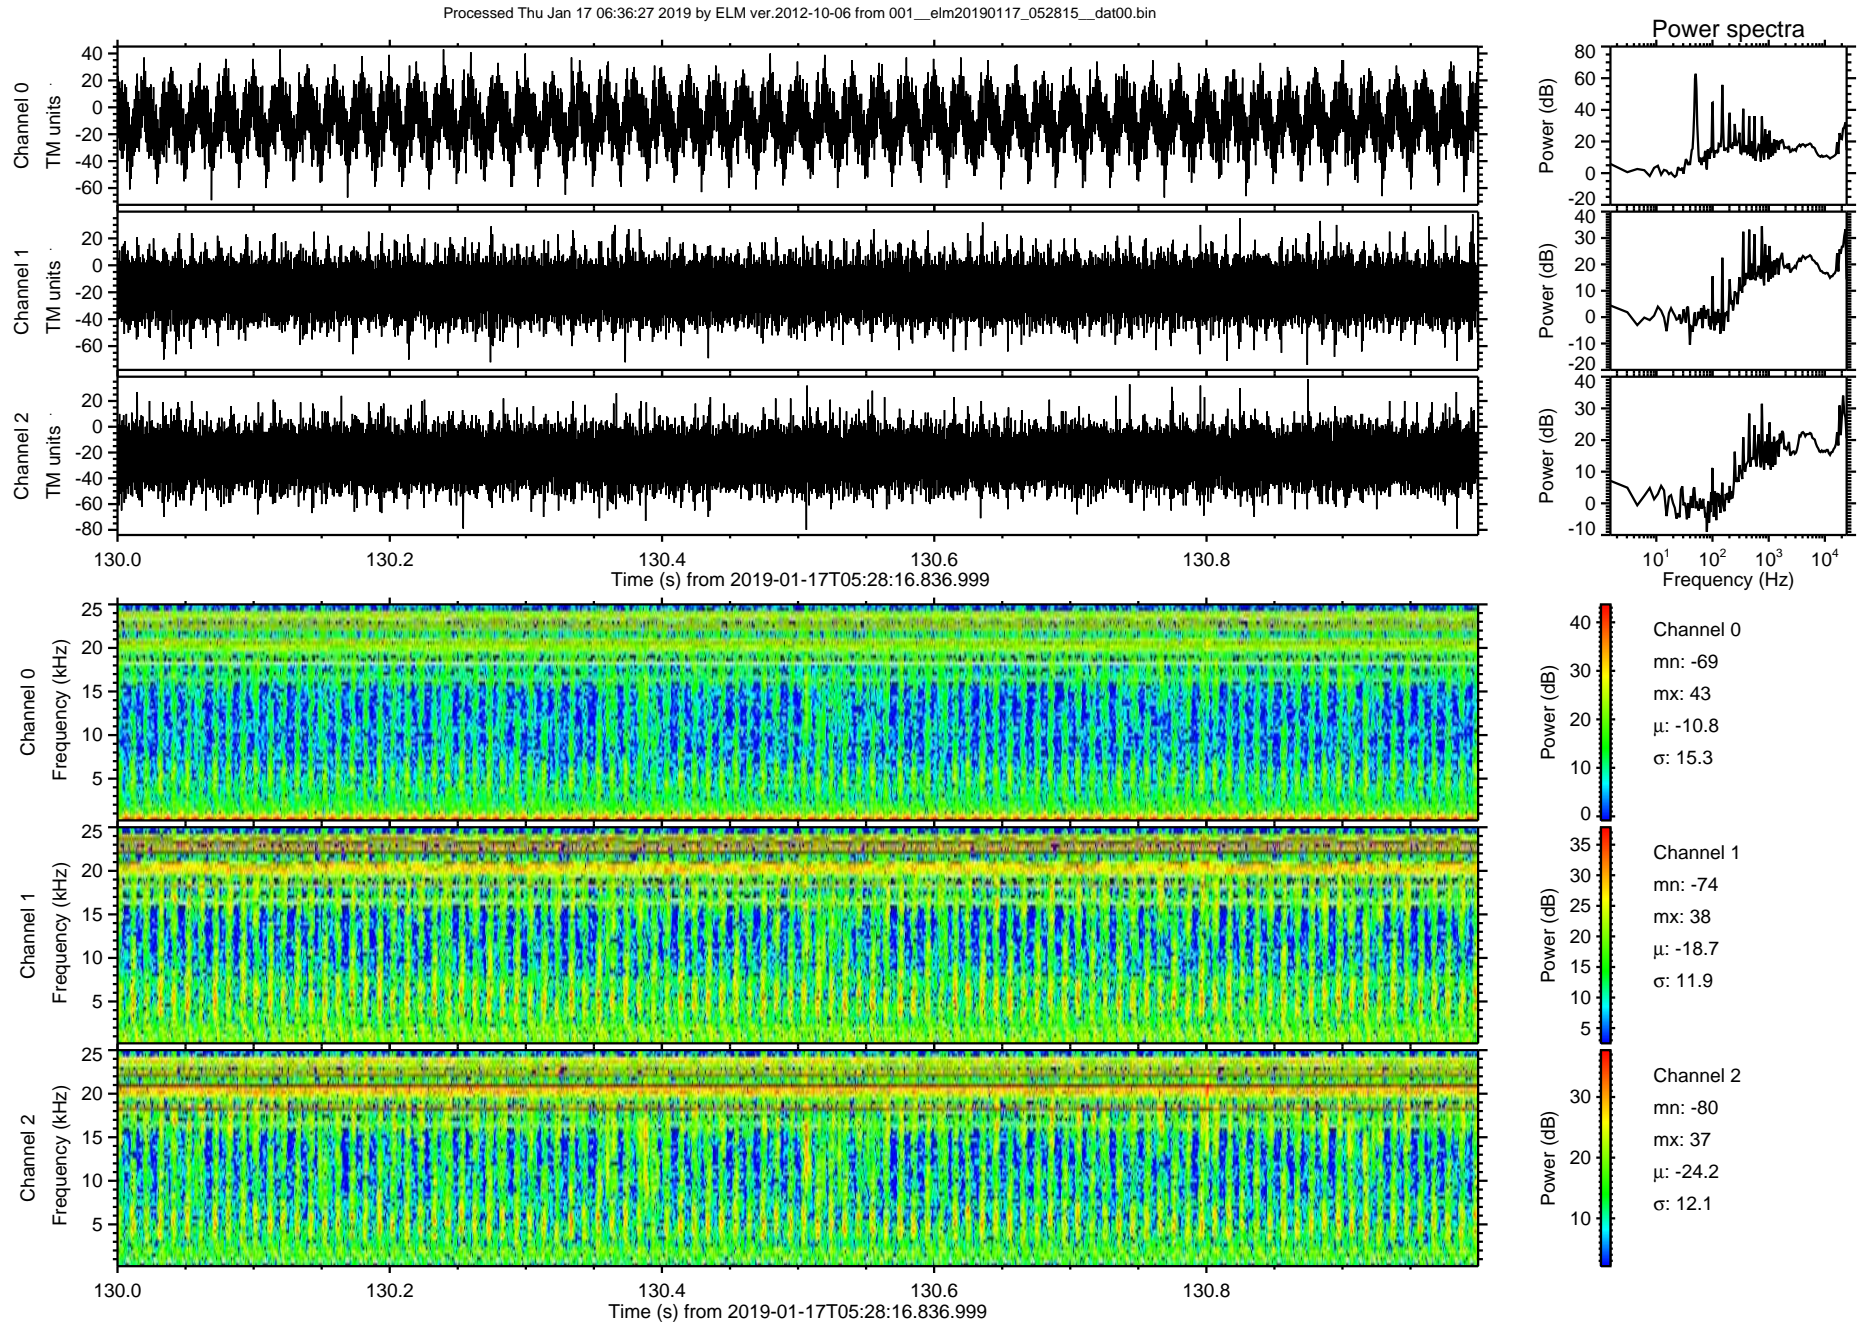 Processed Thu Jan 17 06:36:27 2019 by ELM ver.2012-10-06 from 001__elm20190117_052815__dat00.bin
Power spectra
Channel 0
TM units
40
20
0
-20
-40
-60
Power (dB)
80
60
40
20
0
-20
Channel 1
TM units
20
0
-20
-40
-60
Power (dB)
40
30
20
10
0
-10
-20
Channel 2
TM units
20
0
-20
-40
-60
-80
Power (dB)
40
30
20
10
0
-10
130.0 130.2 130.4 130.6 130.8
Time (s) from 2019-01-17T05:28:16.836.999
10^1 10^2 10^3 10^4
Frequency (Hz)
Channel 0
Frequency (kHz)
25
20
15
10
5
Power (dB)
40
30
20
10
0
Channel 0
mn: -69
mx: 43
μ: -10.8
σ: 15.3
Channel 1
Frequency (kHz)
25
20
15
10
5
Power (dB)
35
30
25
20
15
10
5
Channel 1
mn: -74
mx: 38
μ: -18.7
σ: 11.9
Channel 2
Frequency (kHz)
25
20
15
10
5
Power (dB)
30
20
10
Channel 2
mn: -80
mx: 37
μ: -24.2
σ: 12.1
130.0 130.2 130.4 130.6 130.8
Time (s) from 2019-01-17T05:28:16.836.999